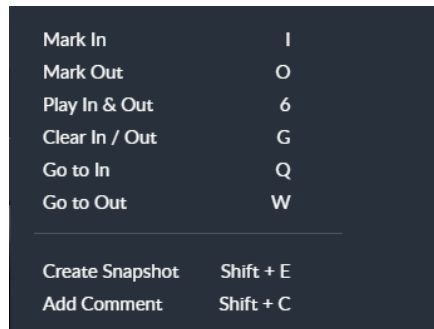 Mark In I
Mark Out O
Play In & Out 6
Clear In / Out G
Go to In Q
Go to Out W
Create Snapshot Shift + E
Add Comment Shift + C